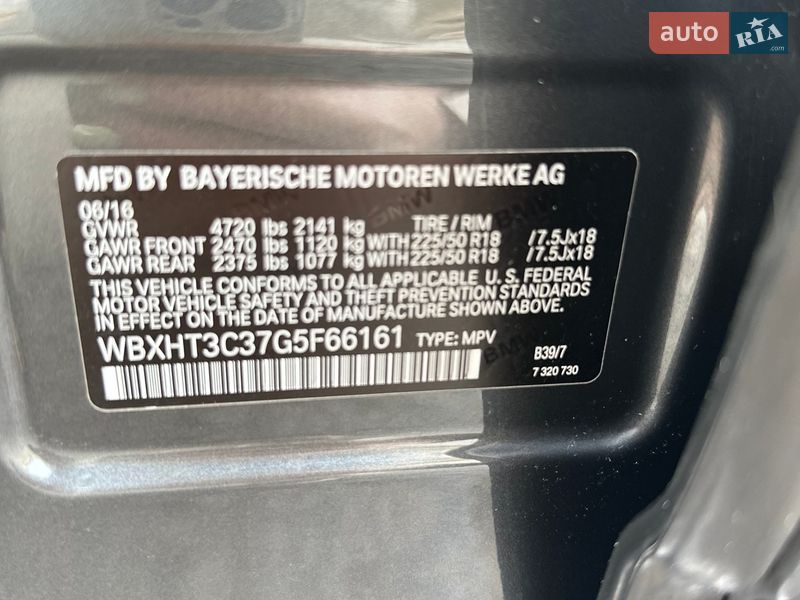 auto RIA .com
MFD BY BAYERISCHE MOTOREN WERKE AG
06/16
GVWR 4720 lbs 2141 kg TIRE / RIM
GAWR FRONT 2470 lbs 1120 kg WITH 225/50 R18 /7.5Jx18
GAWR REAR 2375 lbs 1077 kg WITH 225/50 R18 /7.5Jx18
THIS VEHICLE CONFORMS TO ALL APPLICABLE U. S. FEDERAL
MOTOR VEHICLE SAFETY AND THEFT PREVENTION STANDARDS
IN EFFECT ON THE DATE OF MANUFACTURE SHOWN ABOVE.
WBXHT3C37G5F66161 TYPE: MPV
B39/7
7 320 730